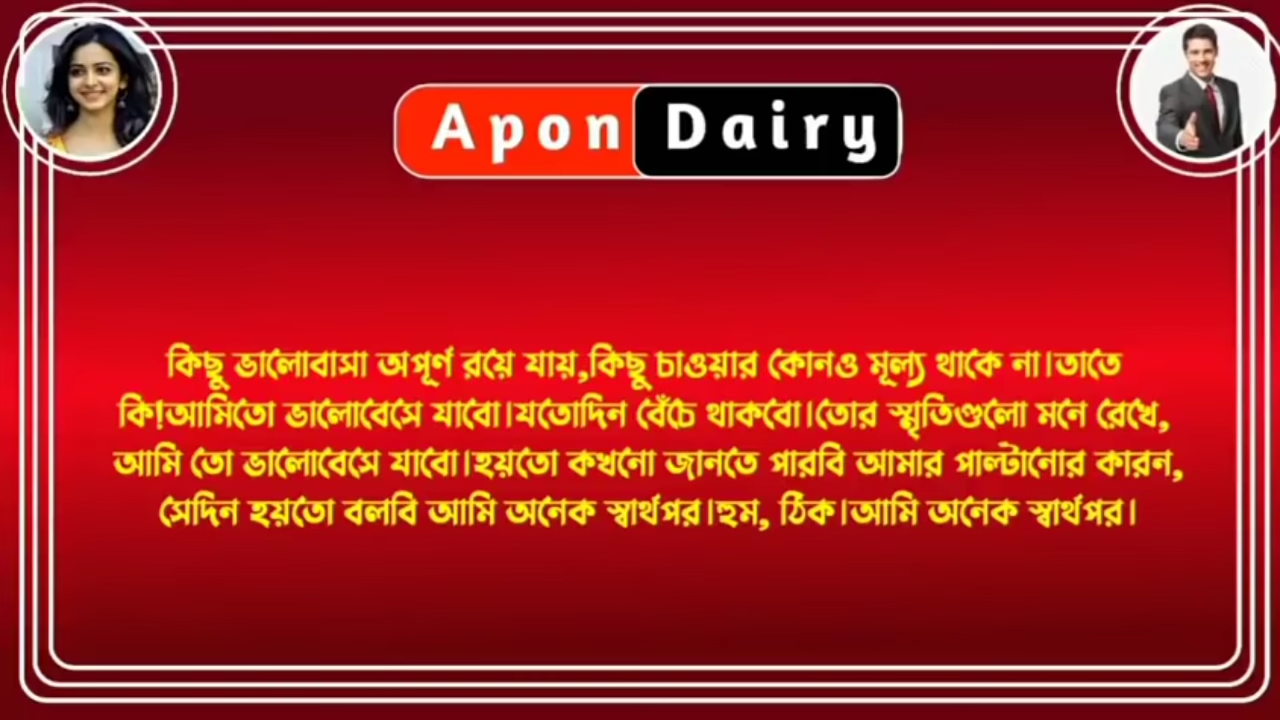 Apon Dairy
কিছু ভালোবাসা অপূর্ণ রয়ে যায়,কিছু চাওয়ার কোনও মূল্য থাকে না।তাতে
কি!আমিতো ভালোবেসে যাবো।যতোদিন বেঁচে থাকবো।তোর স্মৃতিগুলো মনে রেখে,
আমি তো ভালোবেসে যাবো।হয়তো কখনো জানতে পারবি আমার পাল্টানোর কারন,
সেদিন হয়তো বলবি আমি অনেক স্বার্থপর।হুম, ঠিক।আমি অনেক স্বার্থপর।